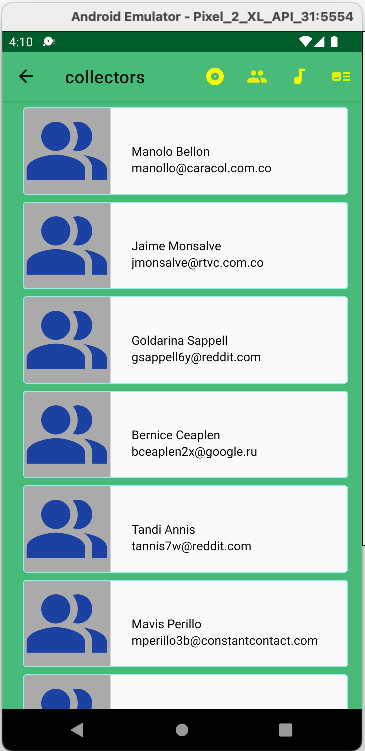 Android Emulator - Pixel_2_XL_API_31:5554
4:10
collectors
Manolo Bellon
manollo@caracol.com.co
Jaime Monsalve
jmonsalve@rtvc.com.co
Goldarina Sappell
gsappell6y@reddit.com
Bernice Ceaplen
bceaplen2x@google.ru
Tandi Annis
tannis7w@reddit.com
Mavis Perillo
mperillo3b@constantcontact.com